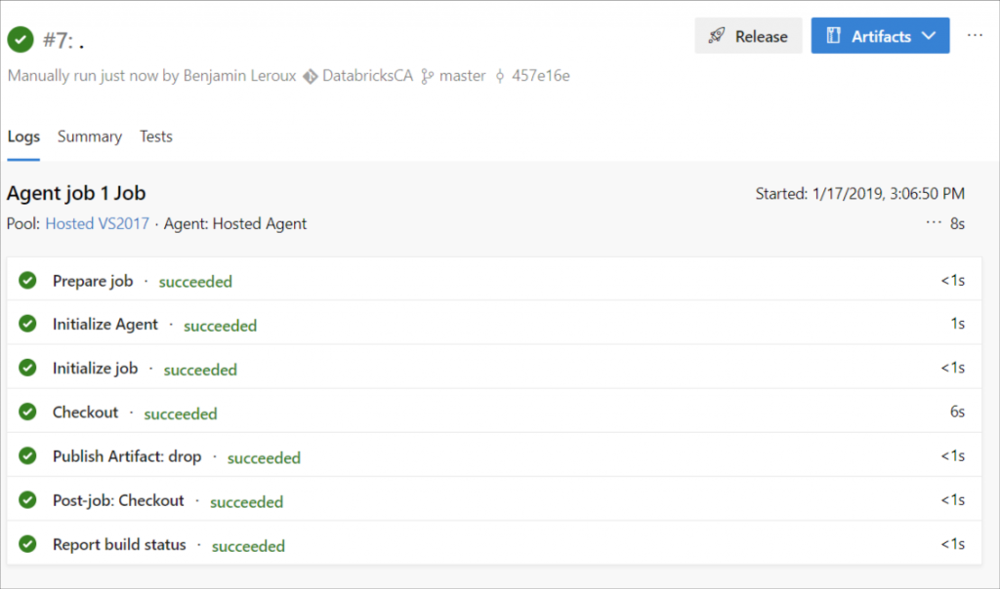 #7: .
Release
Artifacts
...
Manually run just now by Benjamin Leroux DatabricksCA master 457e16e
Logs Summary Tests
Agent job 1 Job
Started: 1/17/2019, 3:06:50 PM
Pool: Hosted VS2017 · Agent: Hosted Agent
... 8s
Prepare job · succeeded <1s
Initialize Agent · succeeded 1s
Initialize job · succeeded <1s
Checkout · succeeded 6s
Publish Artifact: drop · succeeded <1s
Post-job: Checkout · succeeded <1s
Report build status · succeeded <1s